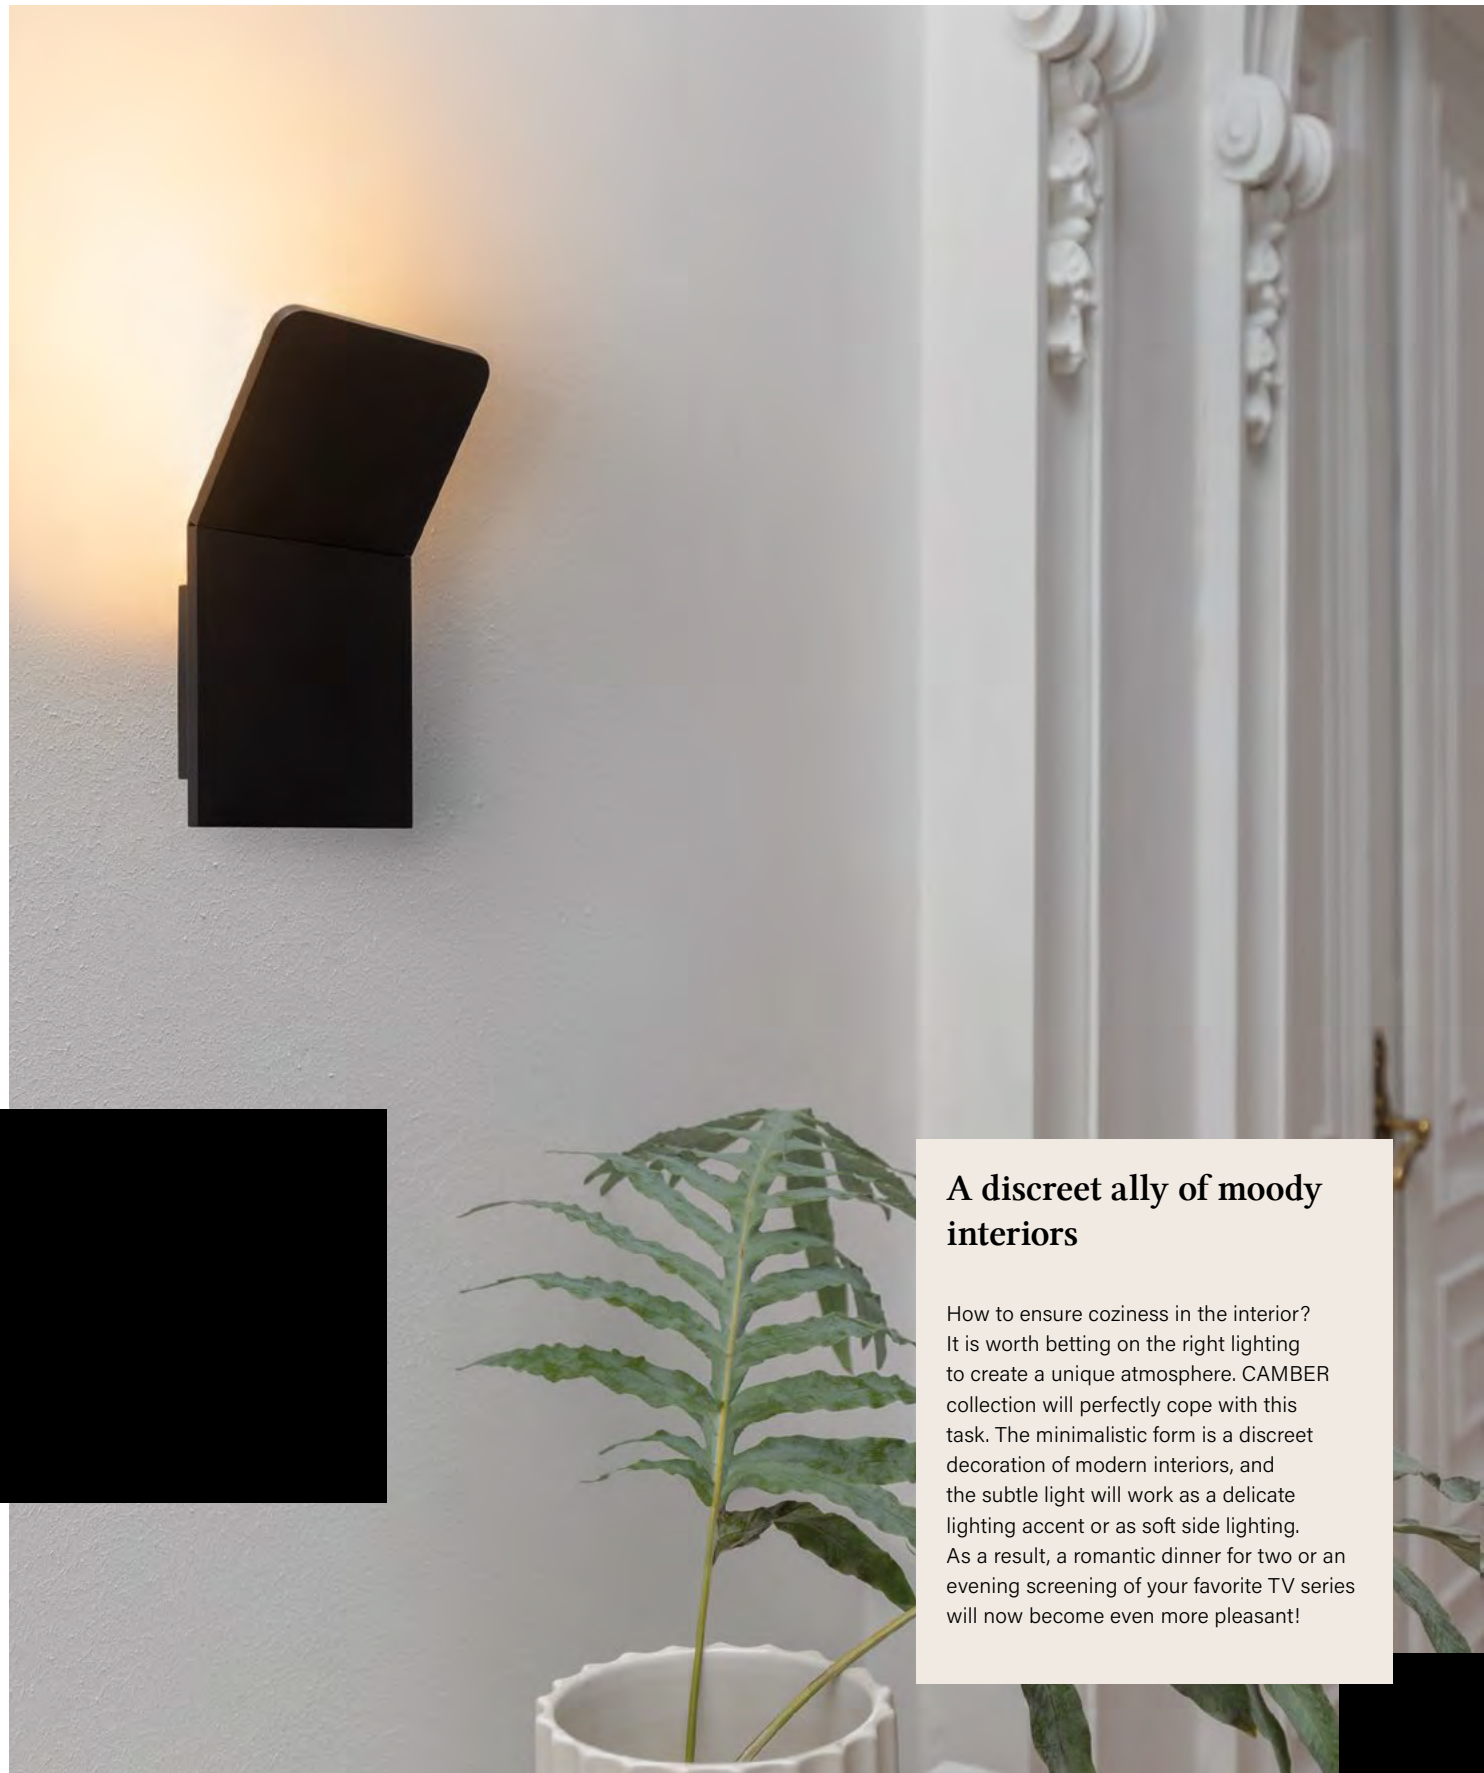 A discreet ally of moody
interiors
How to ensure coziness in the interior?
It is worth betting on the right lighting
to create a unique atmosphere. CAMBER
collection will perfectly cope with this
task. The minimalistic form is a discreet
decoration of modern interiors, and
the subtle light will work as a delicate
lighting accent or as soft side lighting.
As a result, a romantic dinner for two or an
evening screening of your favorite TV series
will now become even more pleasant!